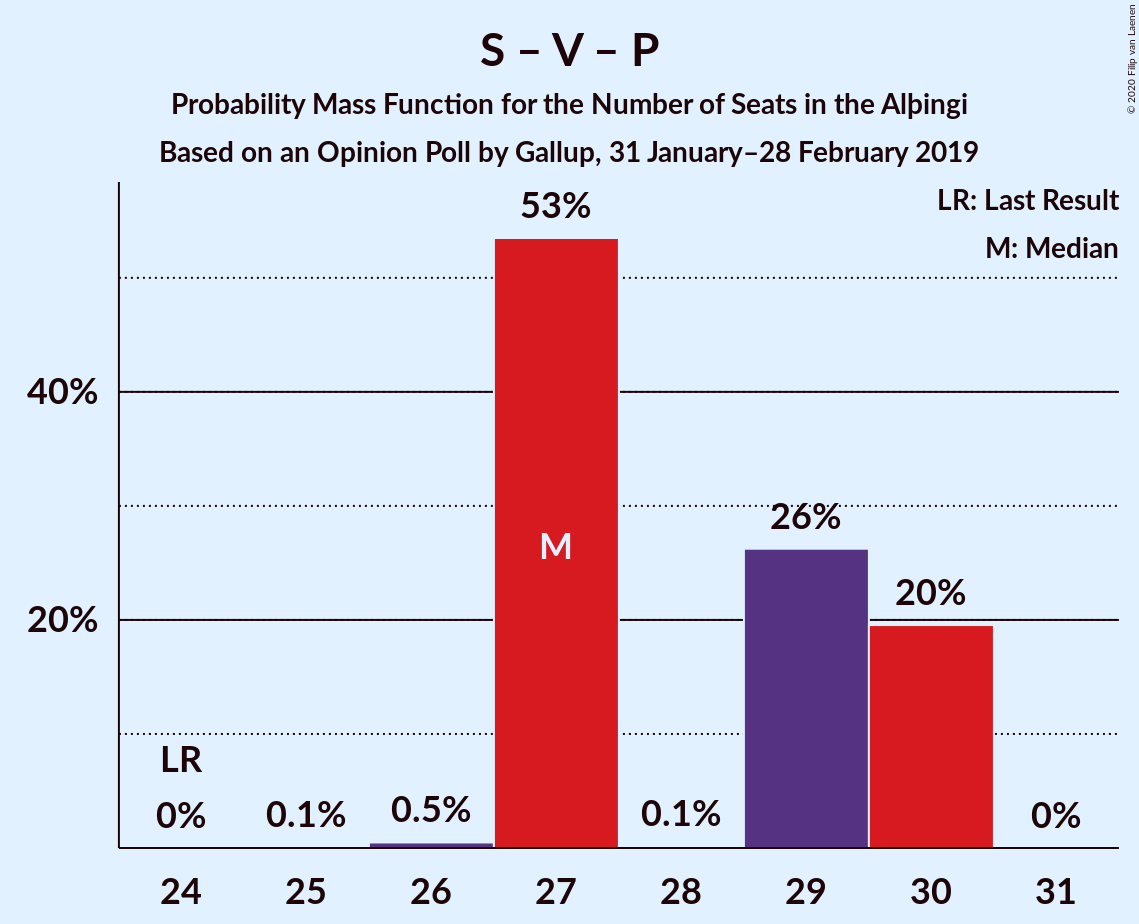 S – V – P
Probability Mass Function for the Number of Seats in the Alþingi
Based on an Opinion Poll by Gallup, 31 January–28 February 2019
© 2020 Filip van Laenen
LR: Last Result
M: Median
53%
40%
M
26%
20%
20%
LR
0%
0.1%
0.5%
0.1%
0%
24 25 26 27 28 29 30 31